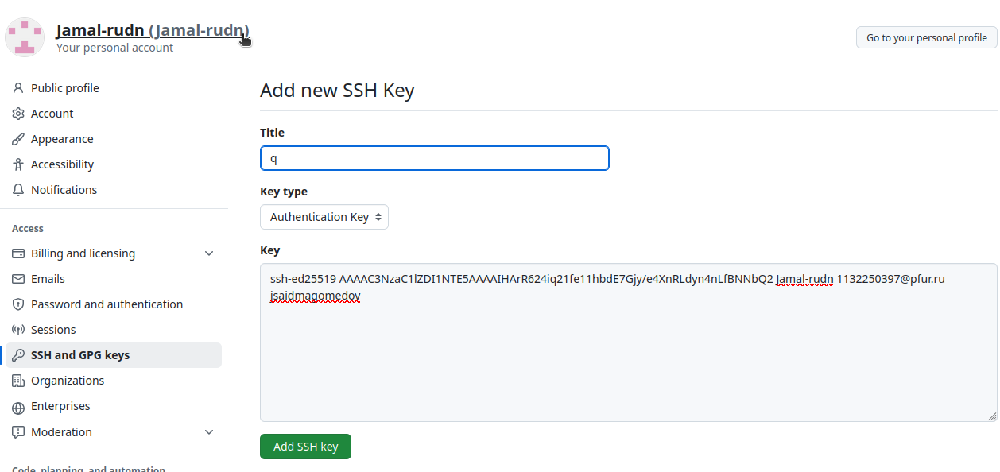 Jamal-rudn (Jamal-rudn)
Your personal account
Go to your personal profile
Public profile
Account
Appearance
Accessibility
Notifications
Access
Billing and licensing
Emails
Password and authentication
Sessions
SSH and GPG keys
Organizations
Enterprises
Moderation
Code, planning, and automation
Add new SSH Key
Title
q
Key type
Authentication Key
Key
ssh-ed25519 AAAAC3NzaC1lZDI1NTE5AAAAIHArR624iq21fe11hbdE7Gjy/e4XnRLdyn4nLfBNNbQ2 Jamal-rudn 1132250397@pfur.ru
jsaidmagomedov
Add SSH key